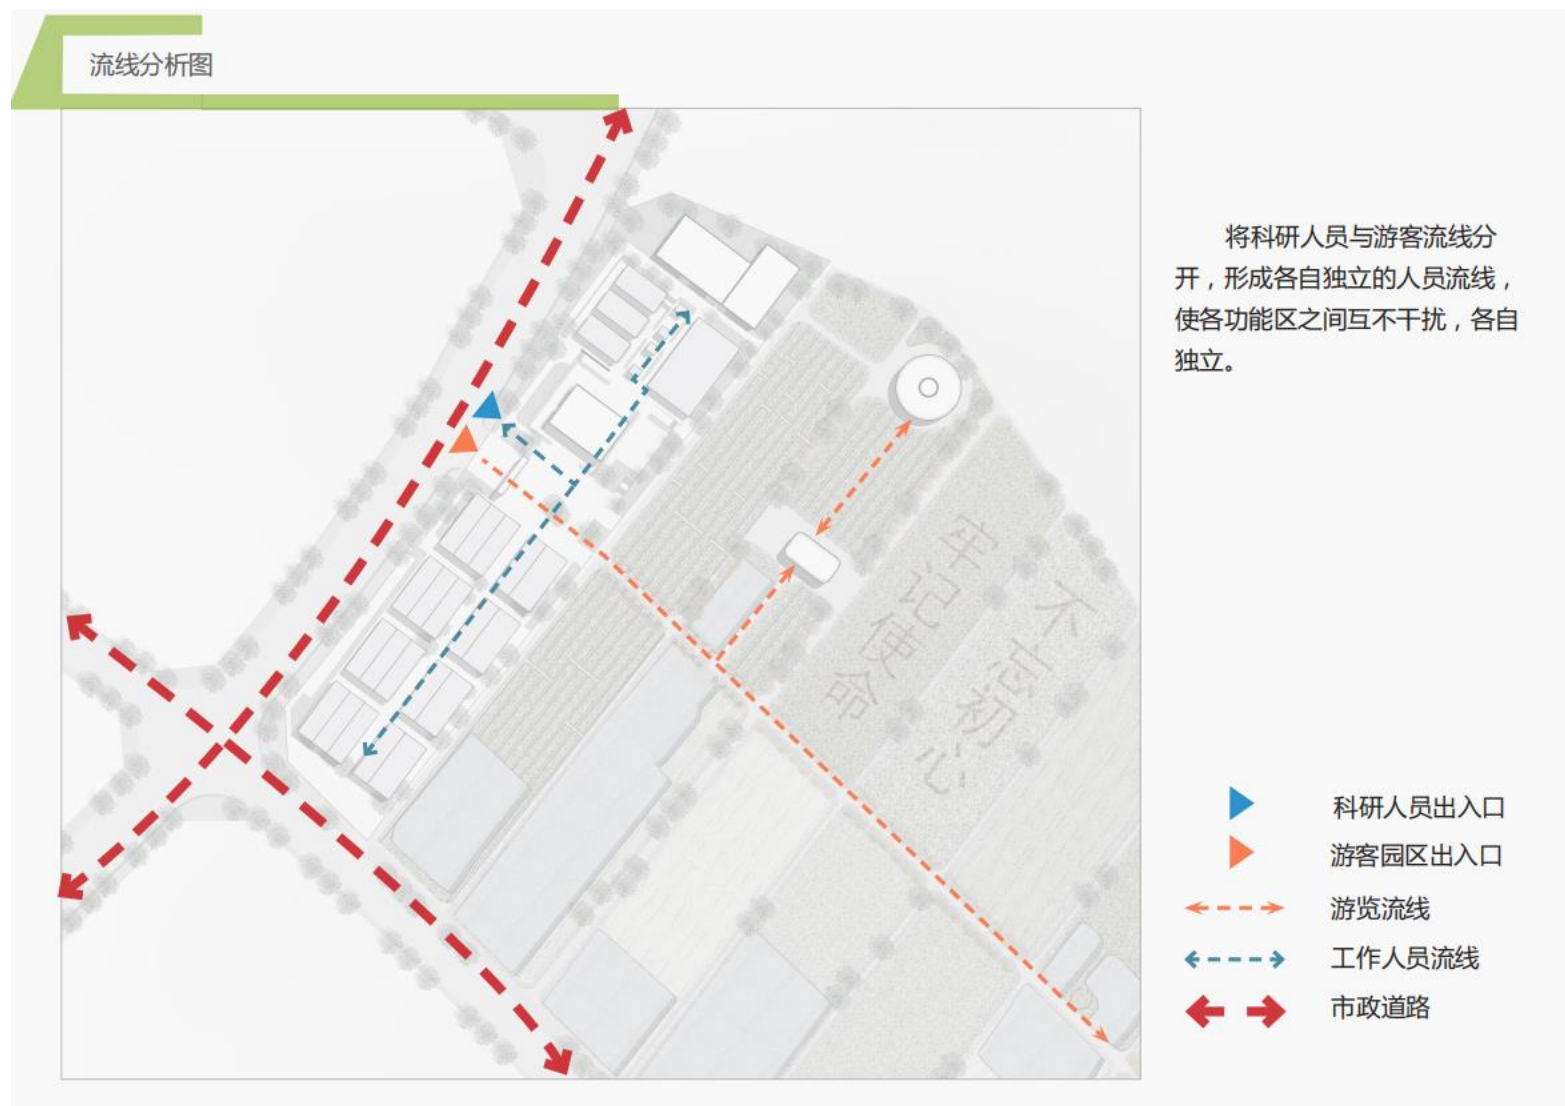 流线分析图
将科研人员与游客流线分
开，形成各自独立的人员流线，
使各功能区之间互不干扰，各自
独立。
不忘初心
牢记使命
科研人员出入口
游客园区出入口
游览流线
工作人员流线
市政道路